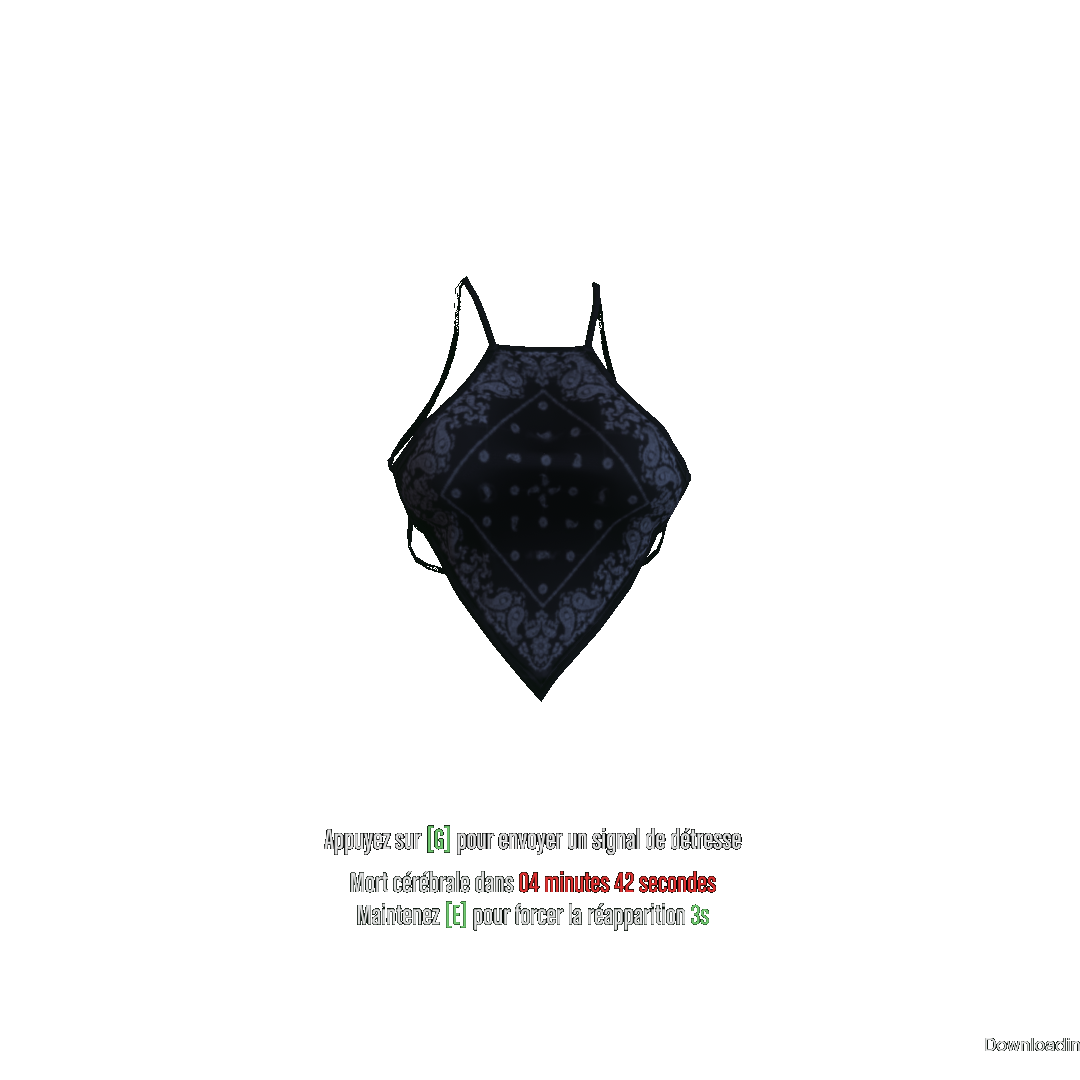 Appuyez sur [G] pour envoyer un signal de détresse
Mort cérébrale dans 04 minutes 42 secondes
Maintenez [E] pour forcer la réapparition 3s
Downloadin